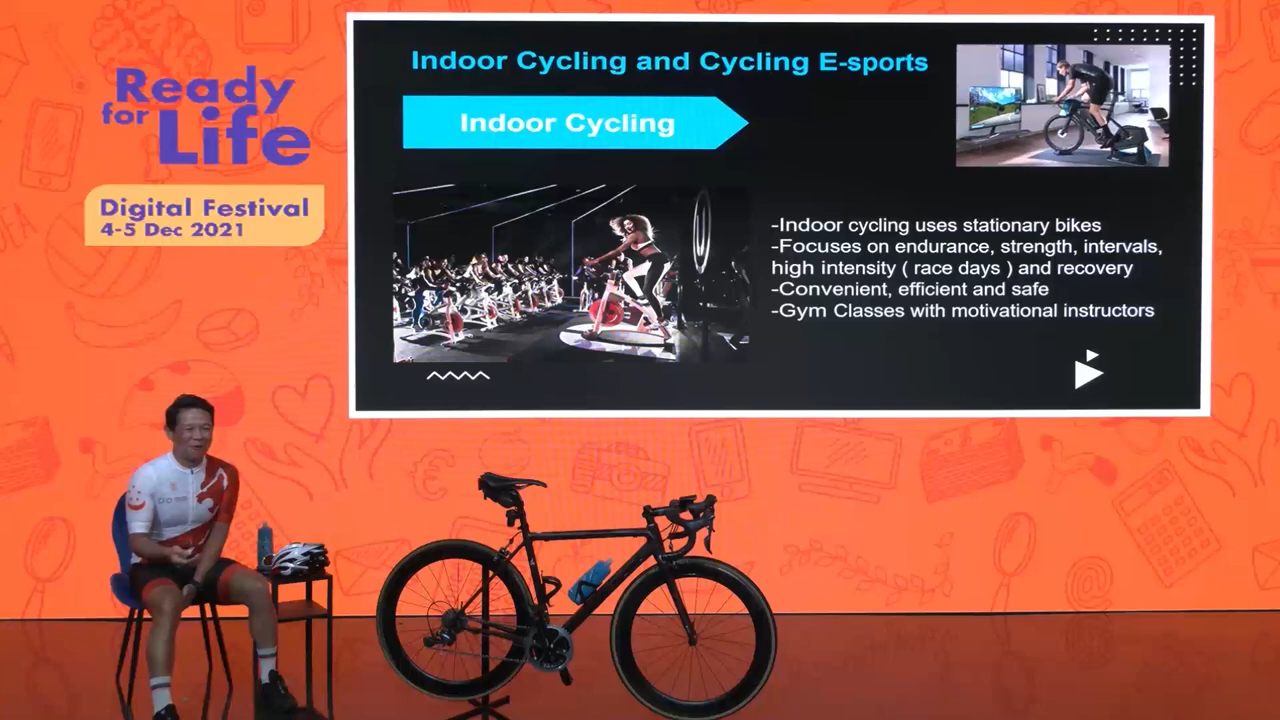 Ready
for Life
Digital Festival
4-5 Dec 2021
Indoor Cycling and Cycling E-sports
Indoor Cycling
-Indoor cycling uses stationary bikes
-Focuses on endurance, strength, intervals,
high intensity ( race days ) and recovery
-Convenient, efficient and safe
-Gym Classes with motivational instructors